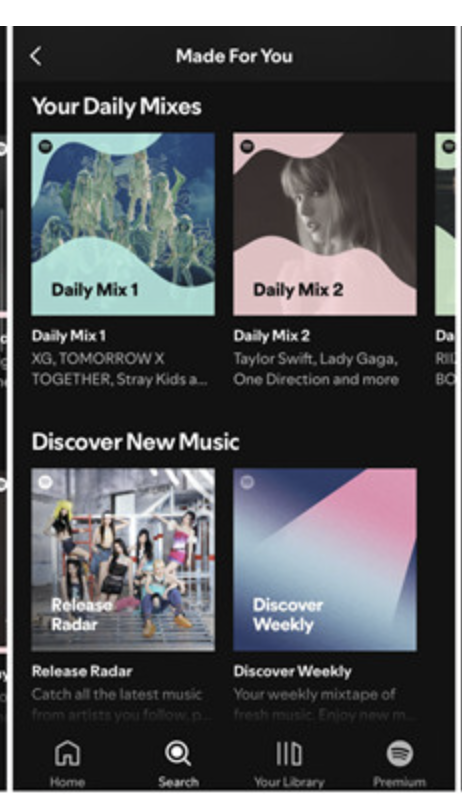 Made For You
Your Daily Mixes
Daily Mix 1
Daily Mix 2
Daily Mix 1
Daily Mix 2
Da
XG, TOMORROW X
Taylor Swift, Lady Gaga,
RIIZ
TOGETHER, Stray Kids a...
One Direction and more
BO
Discover New Music
Release
Radar
Discover
Weekly
Release Radar
Discover Weekly
Catch all the latest music
Your weekly mixtape of
from artists you follow, p...
fresh music. Enjoy new m...
Home
Search
Your Library
Premium